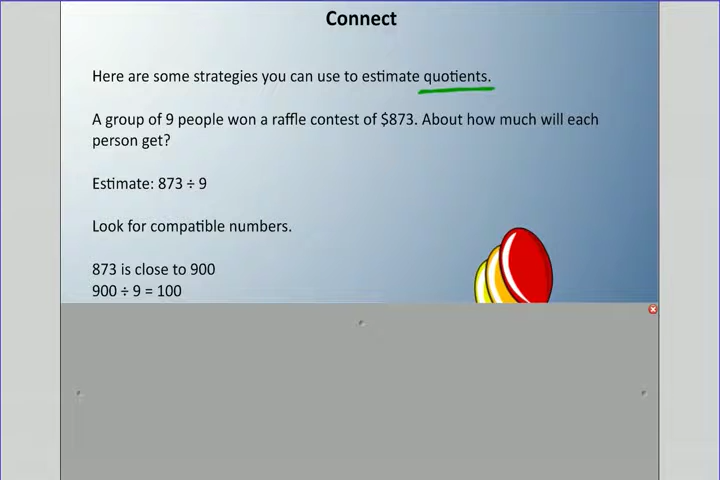 Connect
Here are some strategies you can use to estimate quotients.
A group of 9 people won a raffle contest of $873. About how much will each
person get?
Estimate: 873 ÷ 9
Look for compatible numbers.
873 is close to 900
900 ÷ 9 = 100